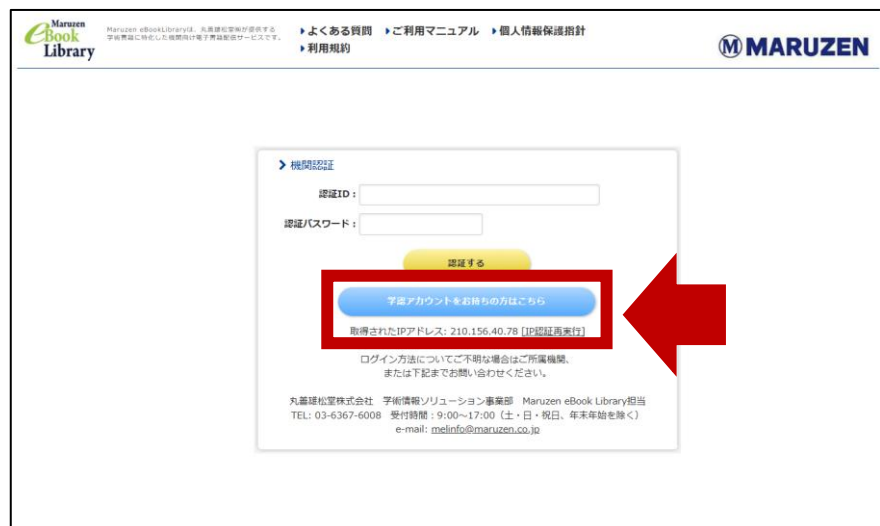 Maruzen
eBook
Library
Maruzen eBookLibraryは、丸善雄松堂㈱が提供する
学術書籍に特化した機関向け電子書籍配信サービスです。
よくある質問 ご利用マニュアル 個人情報保護指針
利用規約
M MARUZEN
機関認証
認証ID：
認証パスワード：
認証する
学認アカウントをお持ちの方はこちら
取得されたIPアドレス: 210.156.40.78 [IP認証再実行]
ログイン方法についてご不明な場合はご所属機関、
または下記までお問い合わせください。
丸善雄松堂株式会社 学術情報ソリューション事業部 Maruzen eBook Library担当
TEL: 03-6367-6008 受付時間：9:00～17:00（土・日・祝日、年末年始を除く）
e-mail: melinfo@maruzen.co.jp